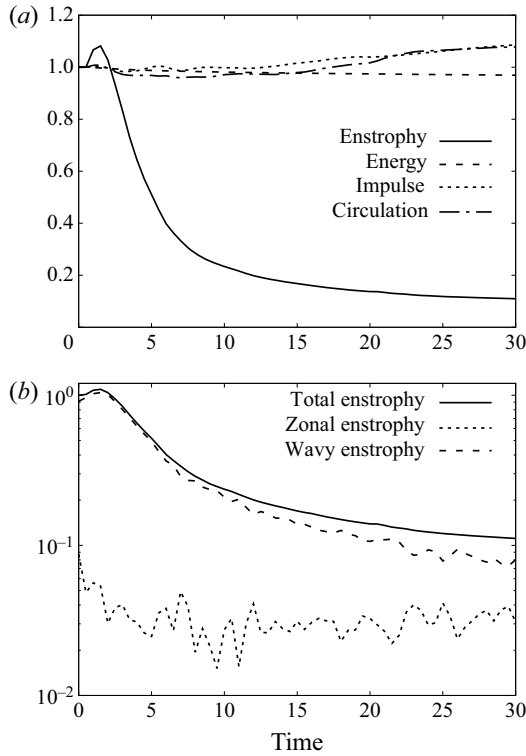 (a)
1.2
1.0
0.8
0.6
0.4
0.2
0
Enstrophy
Energy
Impulse
Circulation
5 10 15 20 25 30
(b)
10⁰
10⁻¹
10⁻²
Total enstrophy
Zonal enstrophy
Wavy enstrophy
0 5 10 15 20 25 30
Time